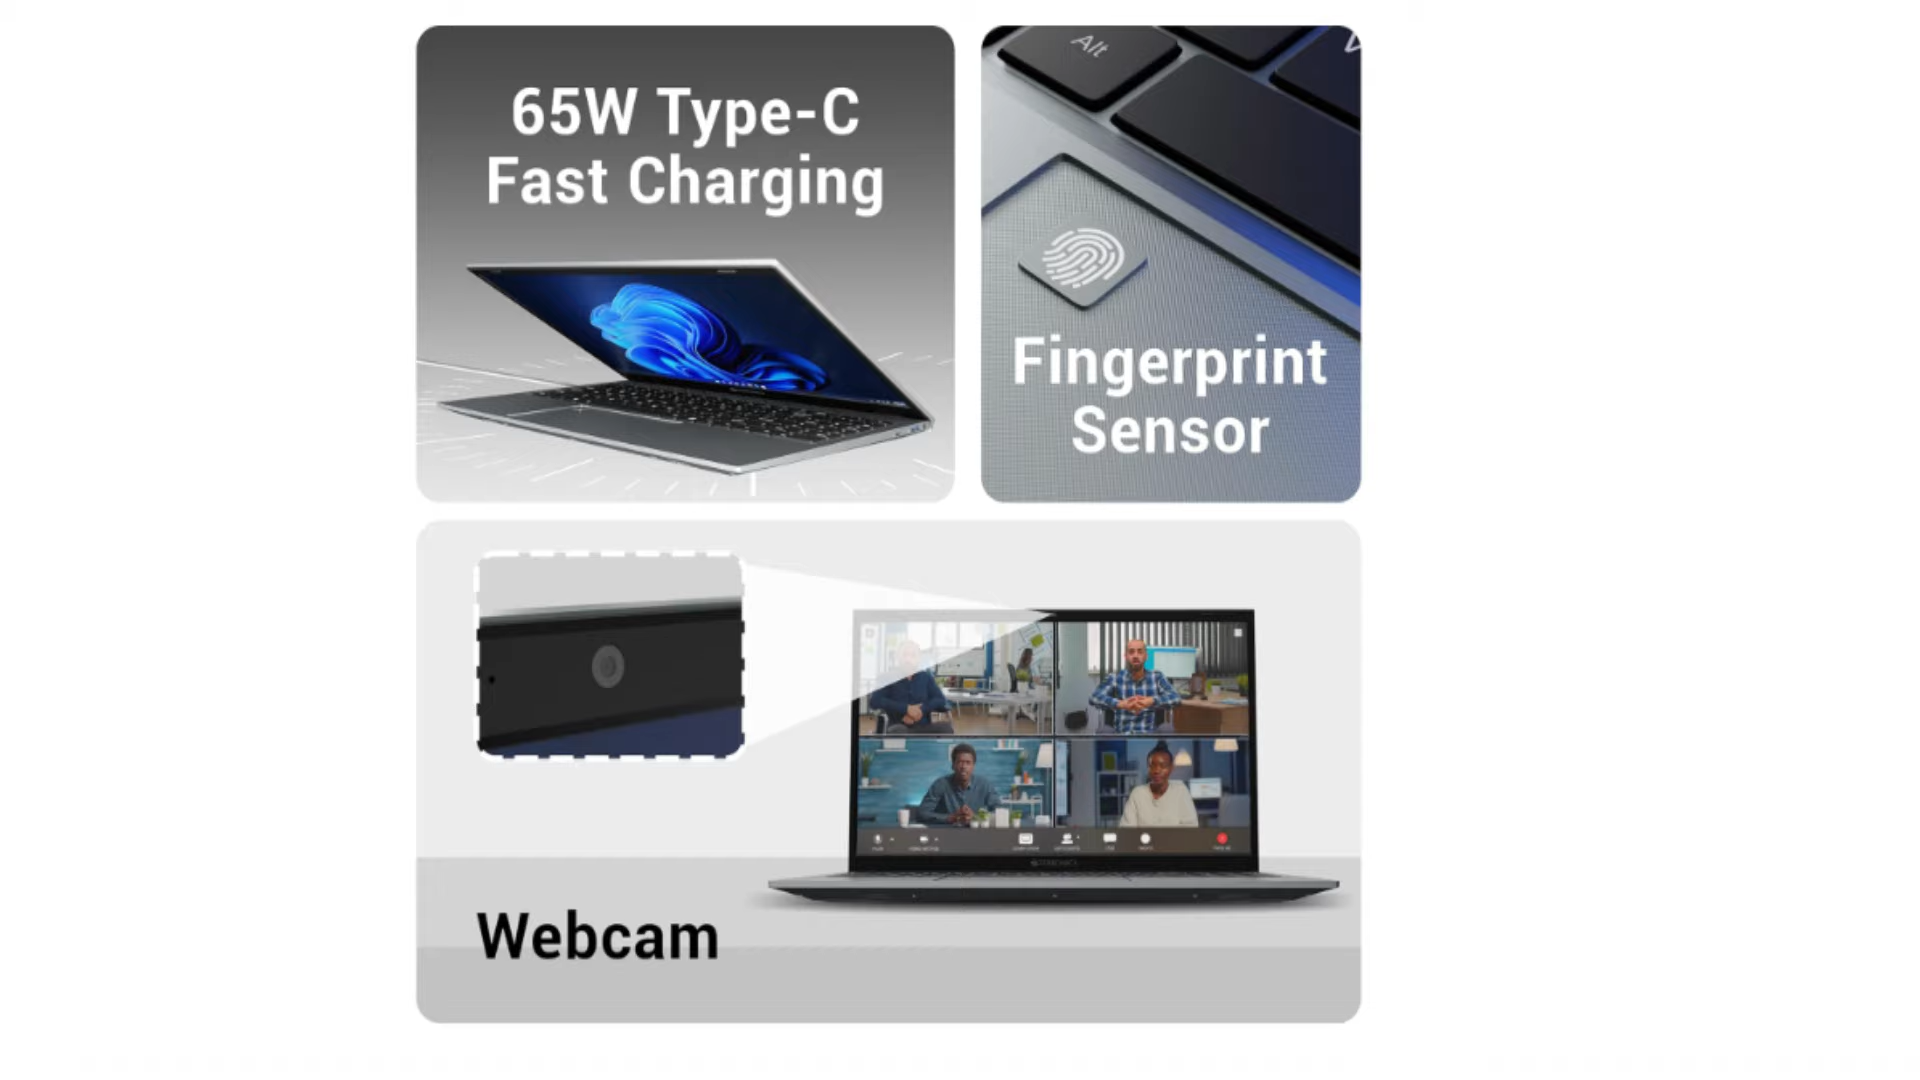 65W Type-C
Fast Charging
Alt
Fingerprint
Sensor
Webcam